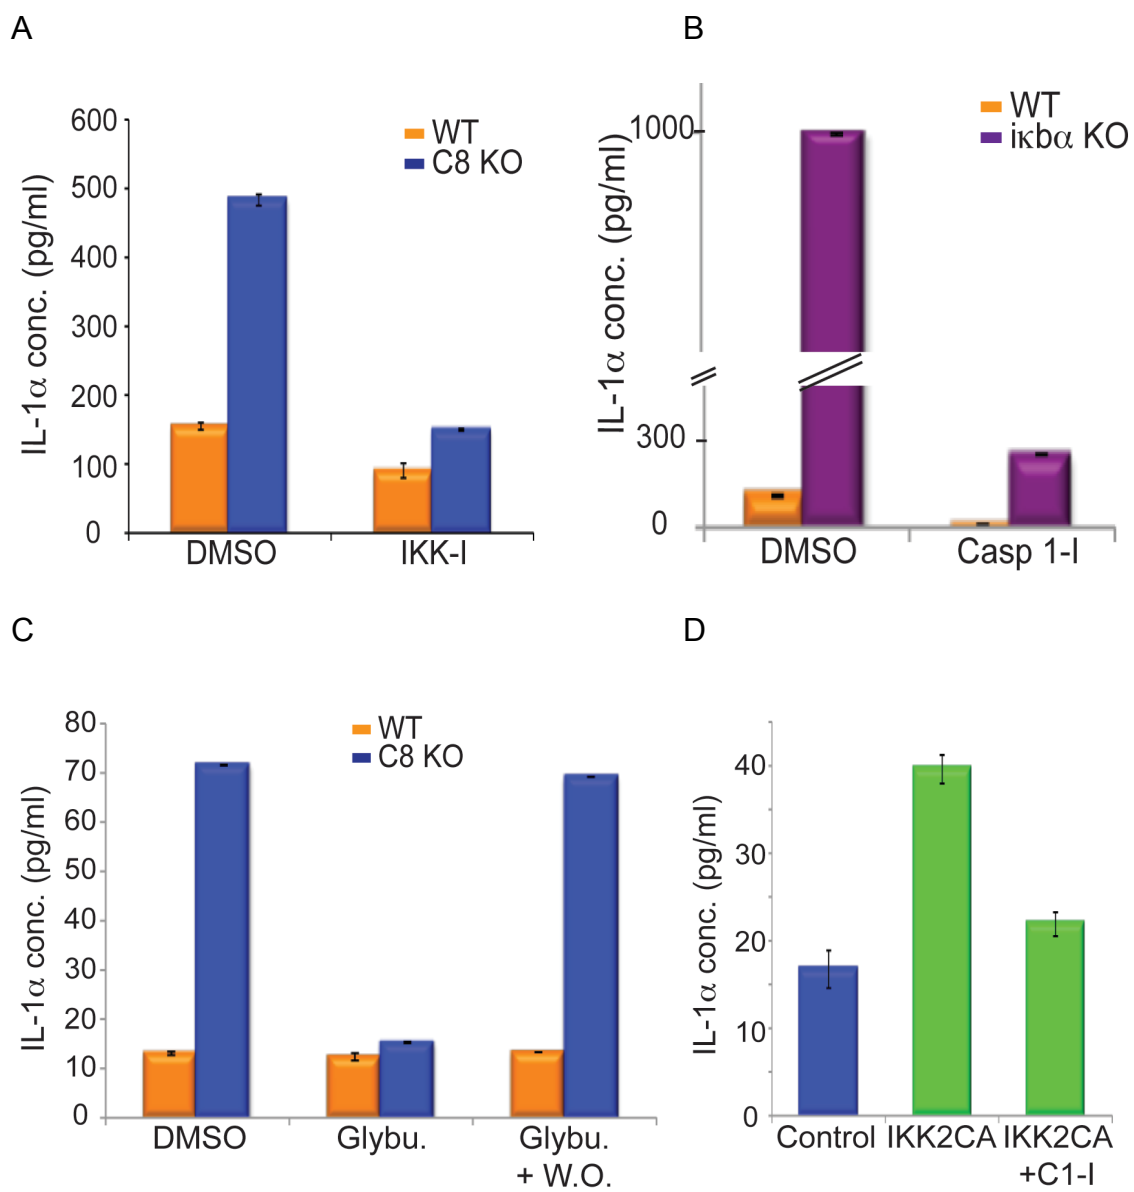 A
IL-1α conc. (pg/ml)
600
500
400
300
200
100
0
WT
C8 KO
DMSO
IKK-I
B
IL-1α conc. (pg/ml)
1000
300
0
WT
iκbα KO
DMSO
Casp 1-I
C
IL-1α conc. (pg/ml)
80
70
60
50
40
30
20
10
0
WT
C8 KO
DMSO
Glybu.
Glybu.
+ W.O.
D
IL-1α conc. (pg/ml)
40
30
20
10
0
Control
IKK2CA
IKK2CA
+C1-I